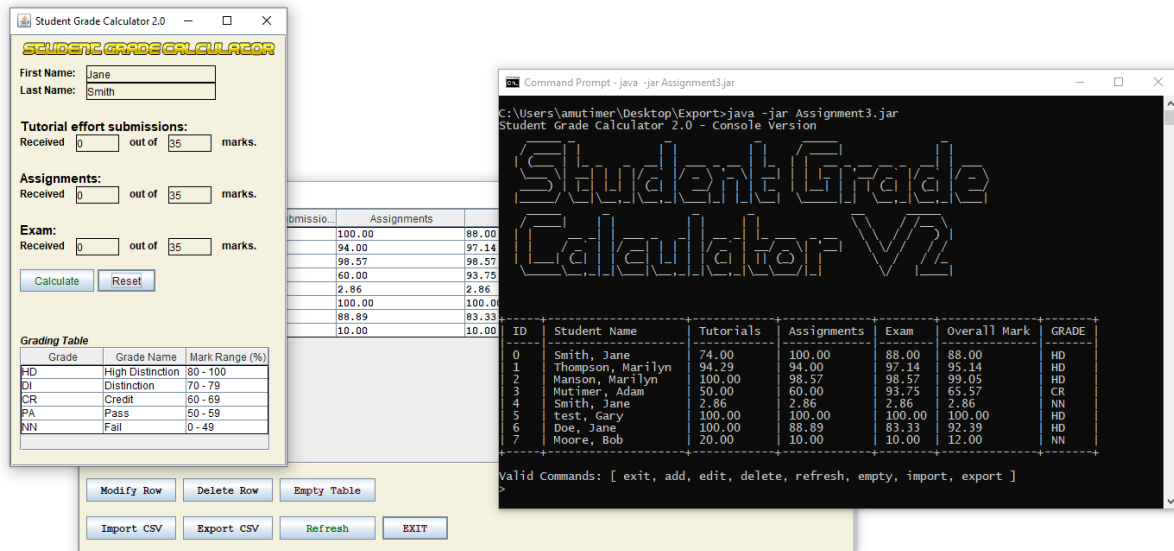 Student Grade Calculator 2.0
STUDENT GRADE CALCULATOR
First Name: Jane
Last Name: Smith
Tutorial effort submissions:
Received 0 out of 35 marks.
Assignments:
Received 0 out of 35 marks.
Exam:
Received 0 out of 35 marks.
Calculate Reset
Grading Table
Grade Grade Name Mark Range (%)
HD High Distinction 80 - 100
DI Distinction 70 - 79
CR Credit 60 - 69
PA Pass 50 - 59
NN Fail 0 - 49
Assignments
100.00 88.00
94.00 97.14
98.57 98.57
60.00 93.75
2.86 2.86
100.00 100.0
88.89 83.33
10.00 10.00
Modify Row Delete Row Empty Table
Import CSV Export CSV Refresh EXIT
Command Prompt - java -jar Assignment3.jar
C:\Users\amutimer\Desktop\Export>java -jar Assignment3.jar
Student Grade Calculator 2.0 - Console Version
Student Grade
Calculator V2
ID Student Name Tutorials Assignments Exam Overall Mark GRADE
0 Smith, Jane 74.00 100.00 88.00 88.00 HD
1 Thompson, Marilyn 94.29 94.00 97.14 95.14 HD
2 Manson, Marilyn 100.00 98.57 98.57 99.05 HD
3 Mutimer, Adam 50.00 60.00 93.75 65.57 CR
4 Smith, Jane 2.86 2.86 2.86 2.86 NN
5 test, Gary 100.00 100.00 100.00 100.00 HD
6 Doe, Jane 100.00 88.89 83.33 92.39 HD
7 Moore, Bob 20.00 10.00 10.00 12.00 NN
Valid Commands: [ exit, add, edit, delete, refresh, empty, import, export ]
>